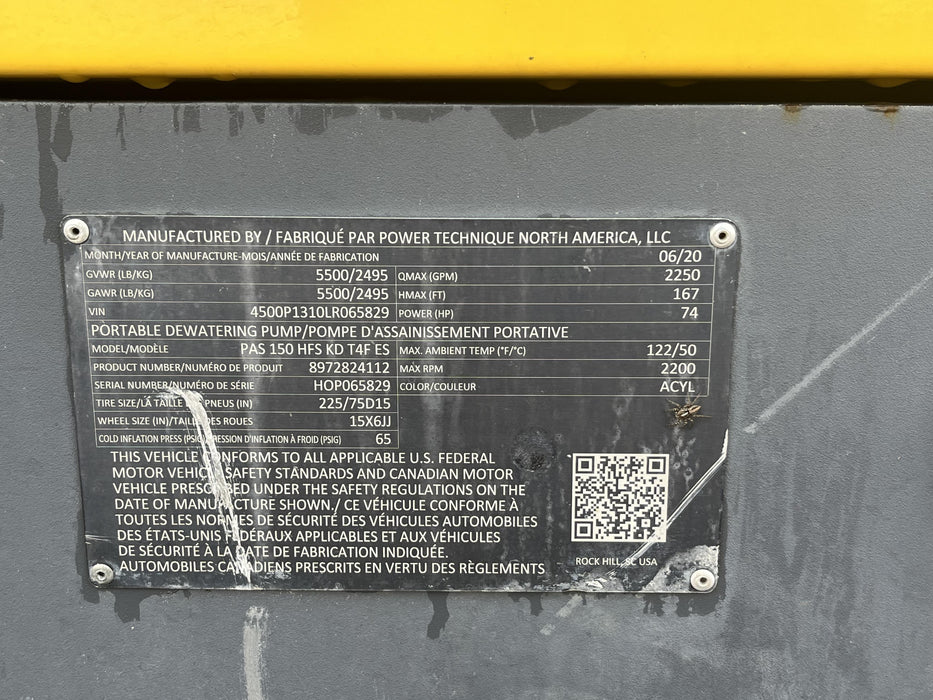 MANUFACTURED BY / FABRIQUÉ PAR POWER TECHNIQUE NORTH AMERICA, LLC
MONTH/YEAR OF MANUFACTURE-MOIS/ANNÉE DE FABRICATION 06/20
GVWR (LB/KG) 5500/2495 QMAX (GPM) 2250
GAWR (LB/KG) 5500/2495 HMAX (FT) 167
VIN 4500P1310LR065829 POWER (HP) 74
PORTABLE DEWATERING PUMP/POMPE D'ASSAINISSEMENT PORTATIVE
MODEL/MODÈLE PAS 150 HFS KD T4F ES MAX. AMBIENT TEMP (°F/°C) 122/50
PRODUCT NUMBER/NUMÉRO DE PRODUIT 8972824112 MAX RPM 2200
SERIAL NUMBER/NUMÉRO DE SÉRIE HOP065829 COLOR/COULEUR ACYL
TIRE SIZE/LA TAILLE DES PNEUS (IN) 225/75D15
WHEEL SIZE (IN)/TAILLE DES ROUES 15X6JJ
COLD INFLATION PRESS (PSIG) PRESSION D'INFLATION À FROID (PSIG) 65
THIS VEHICLE CONFORMS TO ALL APPLICABLE U.S. FEDERAL
MOTOR VEHICLE SAFETY STANDARDS AND CANADIAN MOTOR
VEHICLE PRESCRIBED UNDER THE SAFETY REGULATIONS ON THE
DATE OF MANUFACTURE SHOWN./ CE VÉHICULE CONFORME À
TOUTES LES NORMES DE SÉCURITÉ DES VÉHICULES AUTOMOBILES
DES ÉTATS-UNIS FÉDÉRAUX APPLICABLES ET AUX VÉHICULES
DE SÉCURITÉ À LA DATE DE FABRICATION INDIQUÉE.
AUTOMOBILES CANADIENS PRESCRITS EN VERTU DES RÈGLEMENTS
ROCK HILL, SC USA